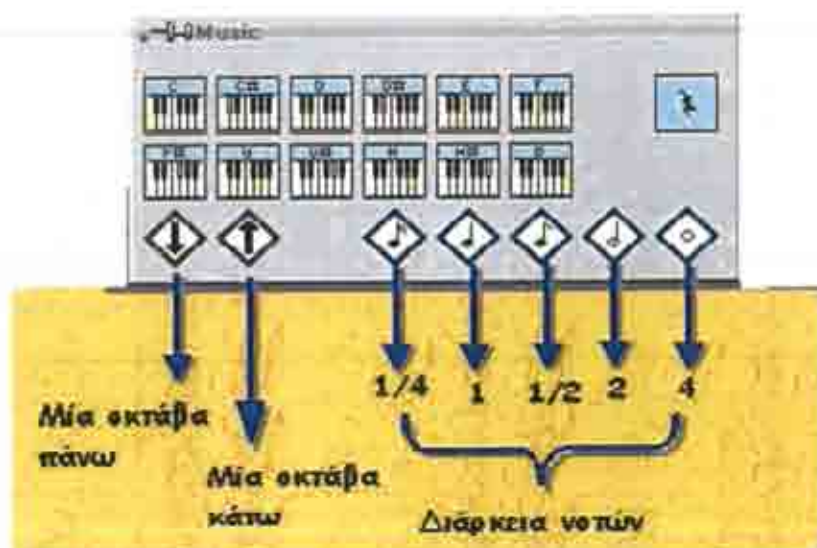 Music
C C# D D# E F
F# G G# A A# B
1/4 1 1/2 2 4
Μία οκτάβα
πάνω
Μία οκτάβα
κάτω
Διάρκεια νοτών